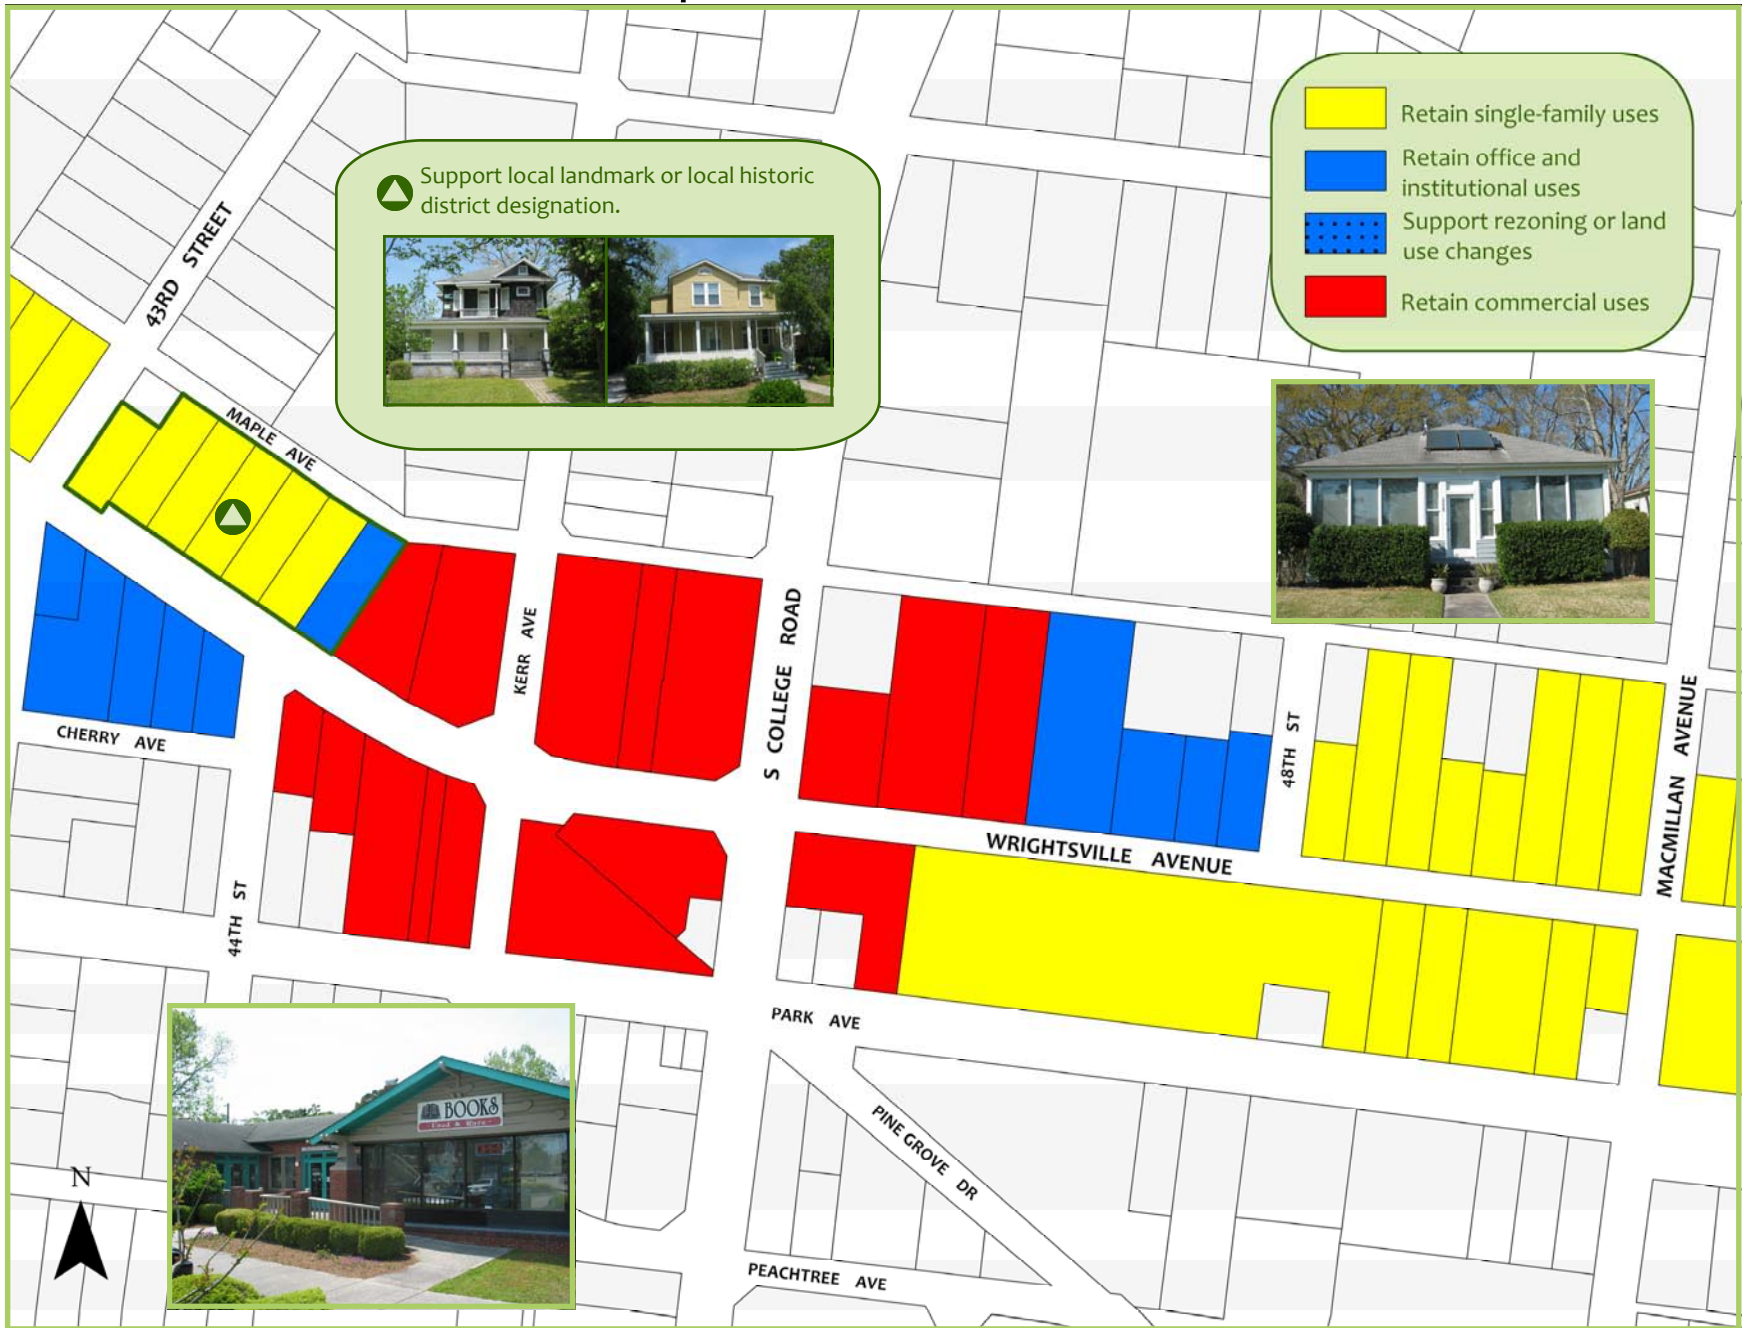 Support local landmark or local historic
district designation.
Retain single-family uses
Retain office and
institutional uses
Support rezoning or land
use changes
Retain commercial uses
43RD STREET
MAPLE AVE
KERR AVE
S COLLEGE ROAD
48TH ST
MACMILLAN AVENUE
CHERRY AVE
WRIGHTSVILLE AVENUE
44TH ST
PARK AVE
BOOKS
PINE GROVE DR
N
PEACHTREE AVE